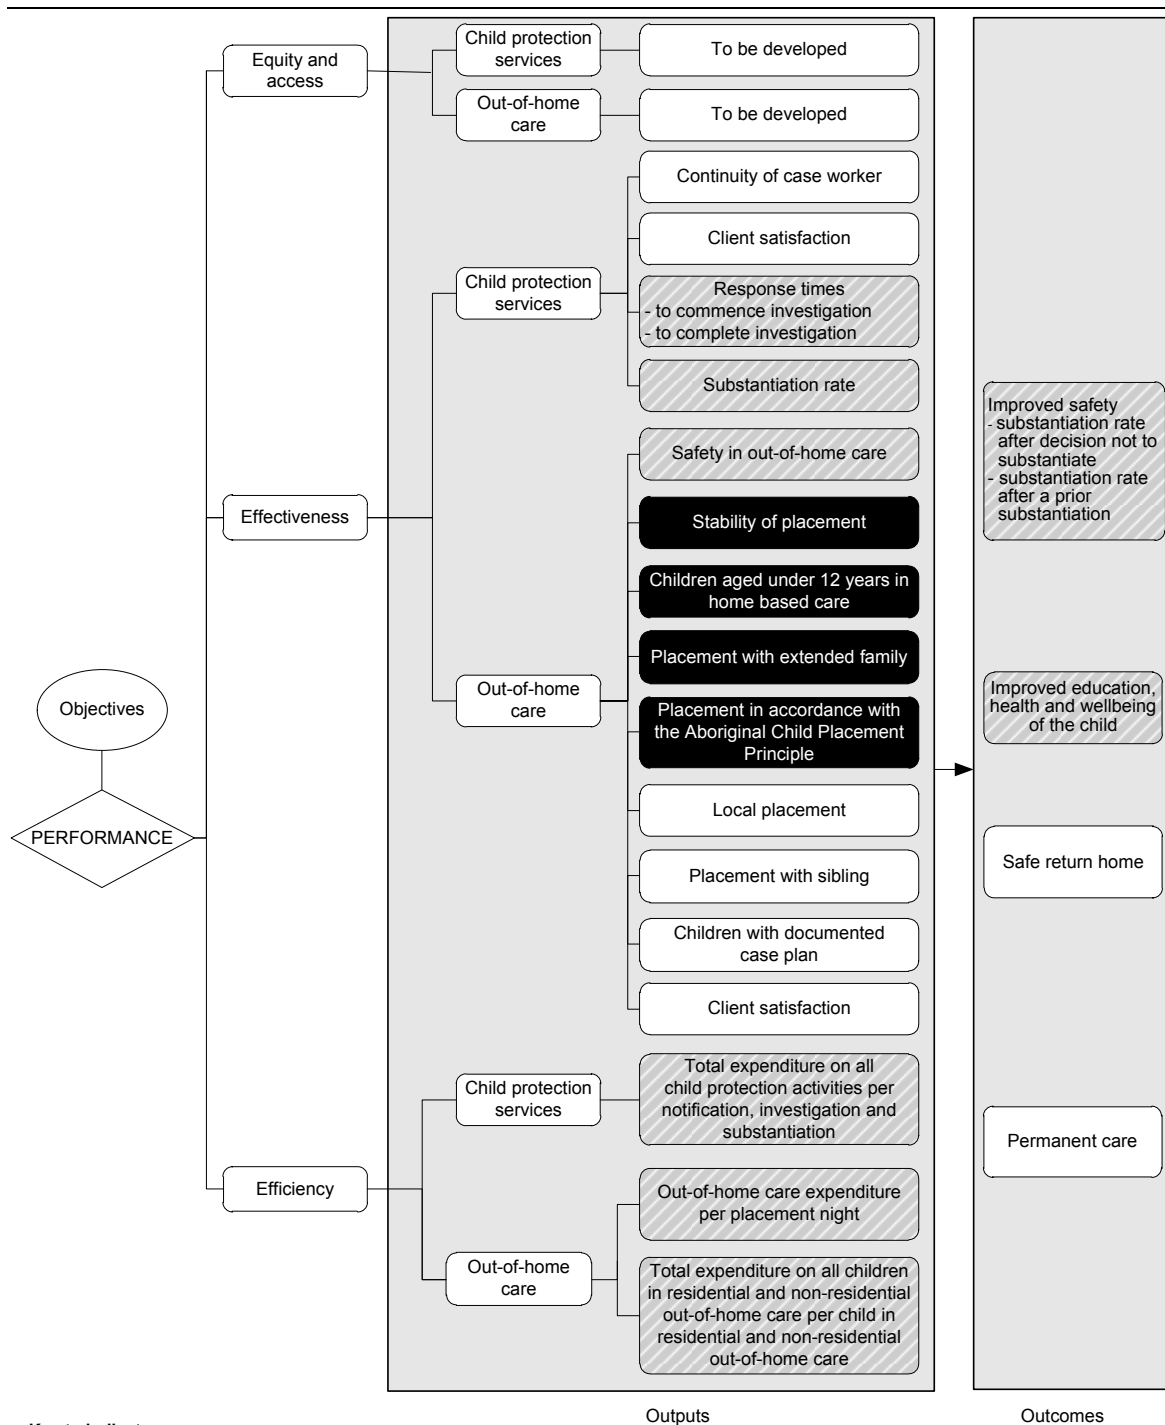 Equity and
access
Child protection
services
To be developed
Out-of-home
care
To be developed
Continuity of case worker
Client satisfaction
Child protection
services
Response times
- to commence investigation
- to complete investigation
Substantiation rate
Safety in out-of-home care
Effectiveness
Stability of placement
Children aged under 12 years in
home based care
Placement with extended family
Out-of-home
care
Placement in accordance with
the Aboriginal Child Placement
Principle
Local placement
Placement with sibling
Children with documented
case plan
Client satisfaction
Objectives
PERFORMANCE
Child protection
services
Total expenditure on all
child protection activities per
notification, investigation and
substantiation
Efficiency
Out-of-home care expenditure
per placement night
Out-of-home
care
Total expenditure on all children
in residential and non-residential
out-of-home care per child in
residential and non-residential
out-of-home care
Improved safety
- substantiation rate
after decision not to
substantiate
- substantiation rate
after a prior
substantiation
Improved education,
health and wellbeing
of the child
Safe return home
Permanent care
Outputs
Outcomes